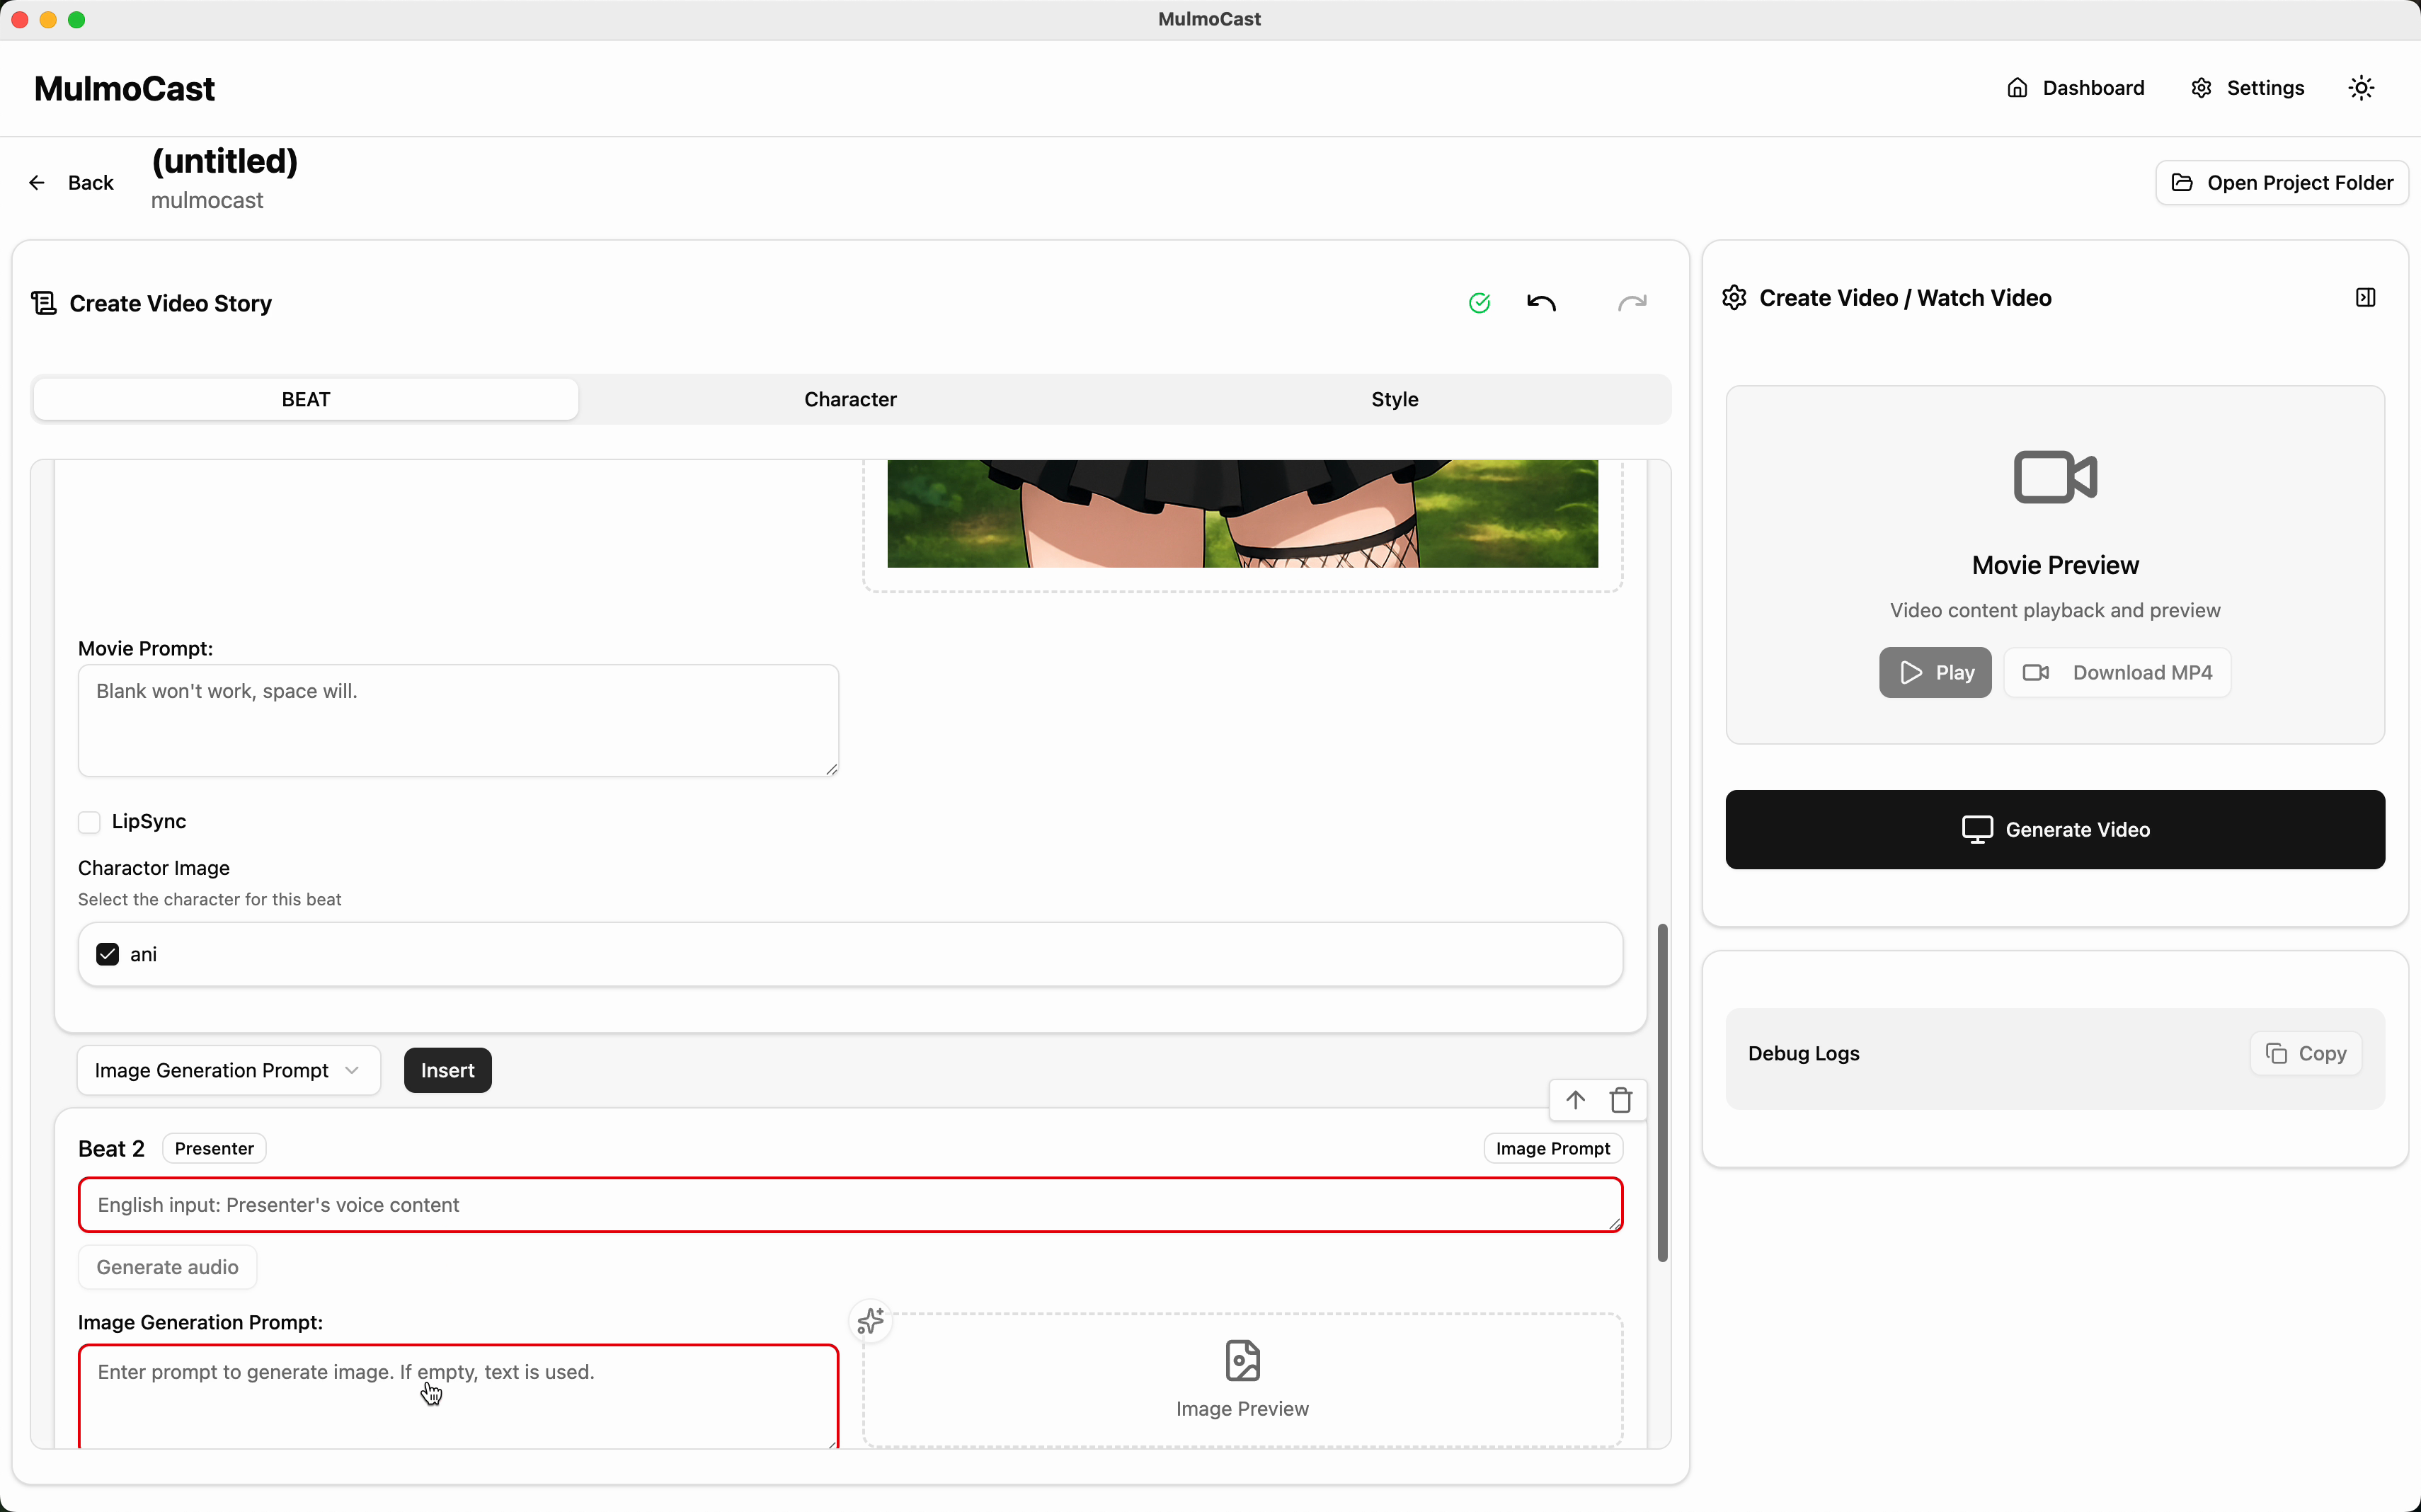 MulmoCast
MulmoCast
Dashboard
Settings
Back
(untitled)
mulmocast
Open Project Folder
Create Video Story
BEAT
Character
Style
Movie Prompt:
Blank won't work, space will.
LipSync
Charactor Image
Select the character for this beat
ani
Image Generation Prompt
Insert
Beat 2
Presenter
Image Prompt
English input: Presenter's voice content
Generate audio
Image Generation Prompt:
Enter prompt to generate image. If empty, text is used.
Image Preview
Create Video / Watch Video
Movie Preview
Video content playback and preview
Play
Download MP4
Generate Video
Debug Logs
Copy